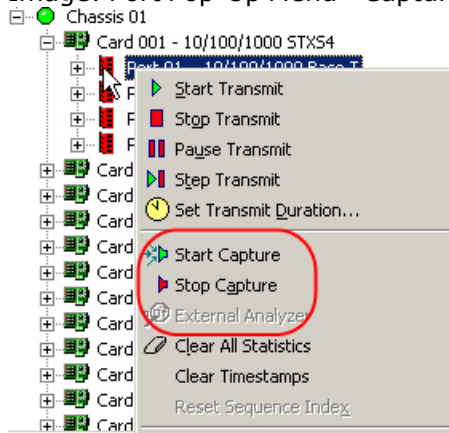 Image: Port Pop-Up Menu - Captur
Chassis 01
Card 001 - 10/100/1000 STXS4
Port 01 - 10/100/1000 Base T
F
Start Transmit
F
Stop Transmit
F
Pause Transmit
Card
Step Transmit
Card
Set Transmit Duration...
Card
Card
Start Capture
Card
Stop Capture
Card
External Analyzer
Card
Clear All Statistics
Card
Clear Timestamps
Card
Reset Sequence Index
Card
Card